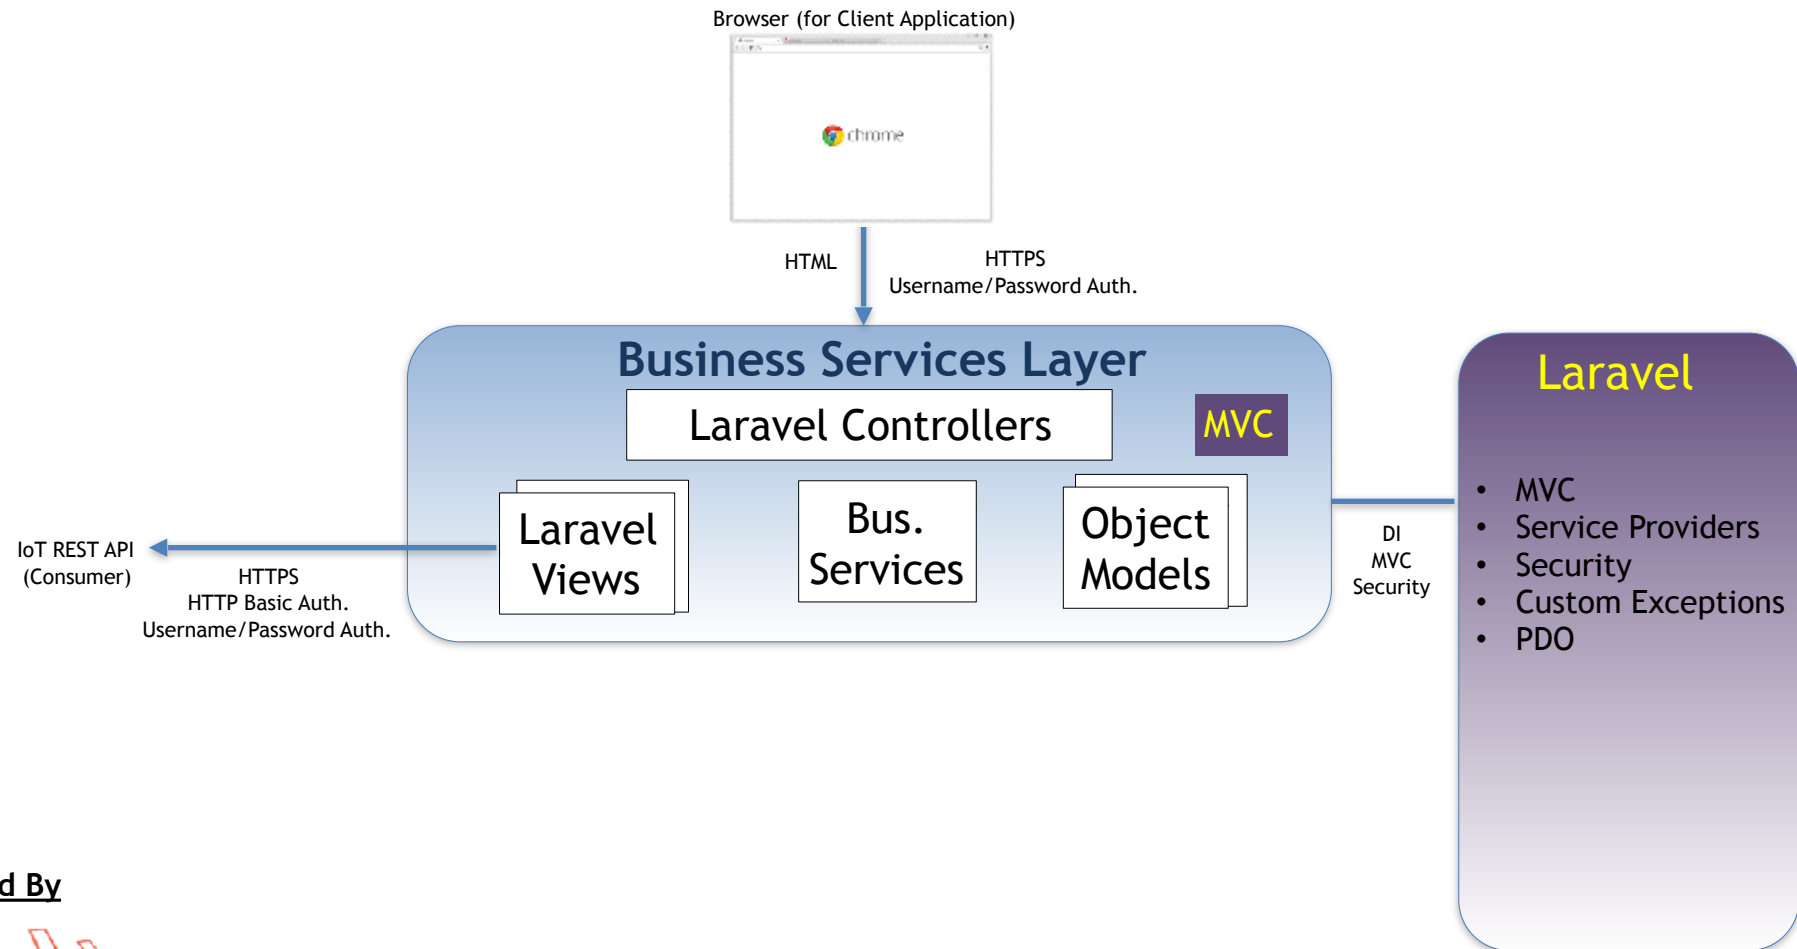 Browser (for Client Application)
chrome
HTML
HTTPS
Username/Password Auth.
Business Services Layer
Laravel Controllers
MVC
Laravel
Views
Bus.
Services
Object
Models
IoT REST API
(Consumer)
HTTPS
HTTP Basic Auth.
Username/Password Auth.
DI
MVC
Security
Laravel
• MVC
• Service Providers
• Security
• Custom Exceptions
• PDO
d By